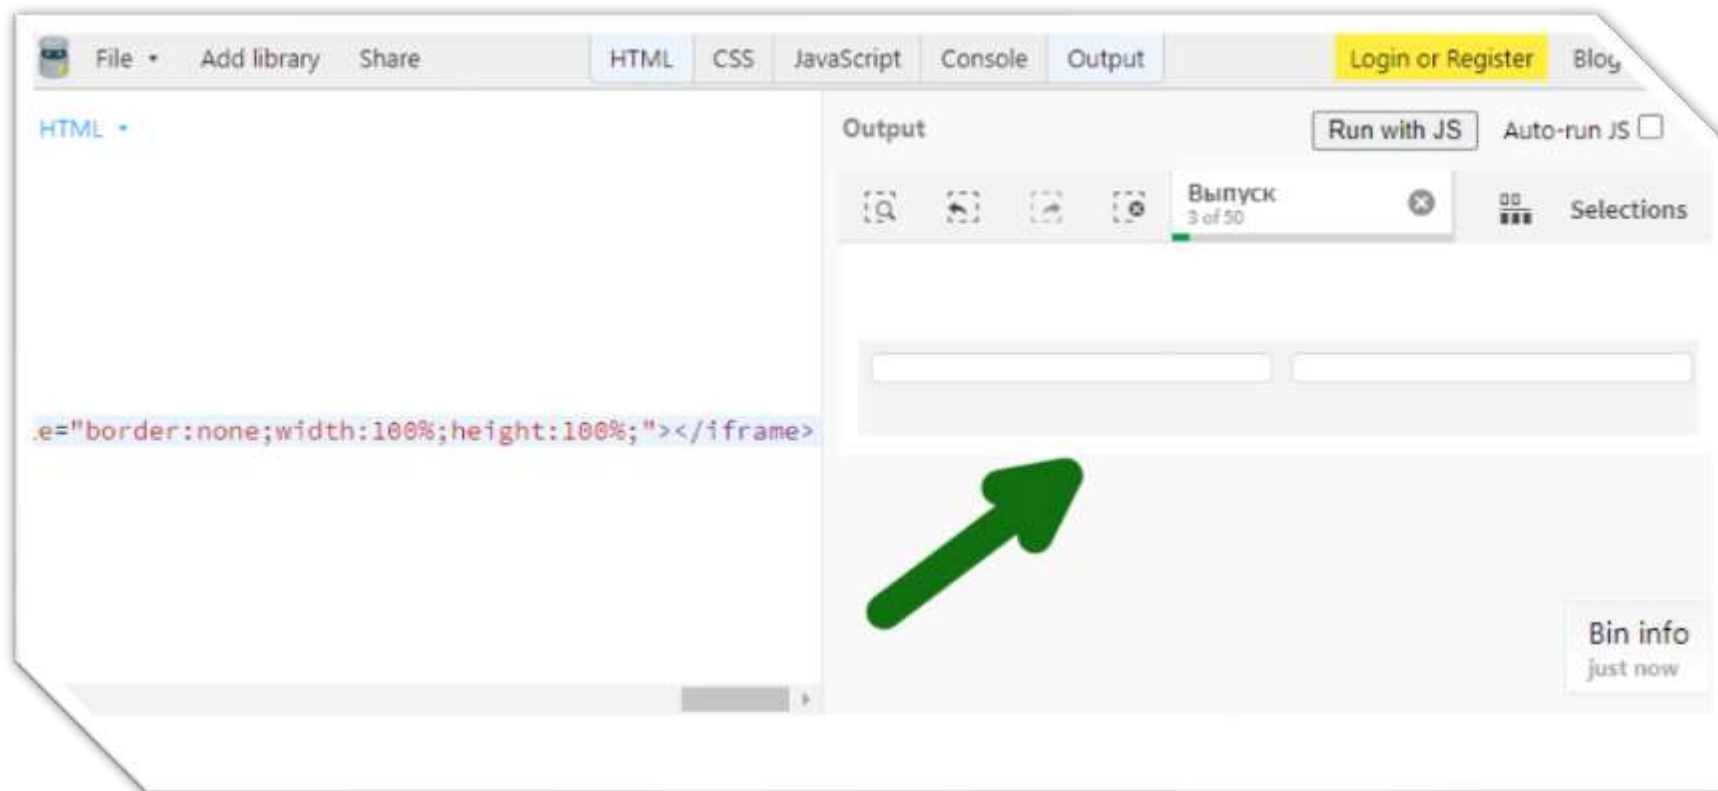 File Add library Share HTML CSS JavaScript Console Output Login or Register Blog
HTML
Output Run with JS Auto-run JS
Выпуск
3 of 50
Selections
.e="border:none;width:100%;height:100%;"></iframe>
Bin info
just now